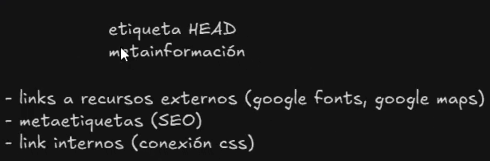 etiqueta HEAD
metainformación
- links a recursos externos (google fonts, google maps)
- metaetiquetas (SEO)
- link internos (conexión css)